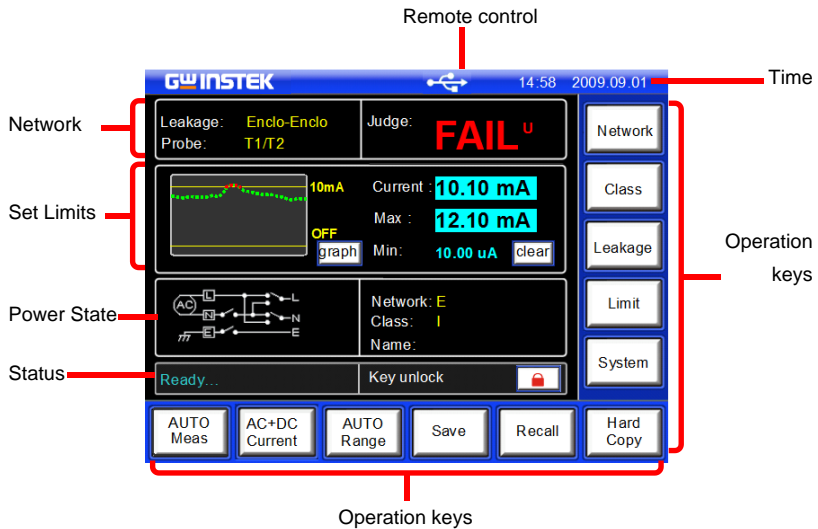 Remote control
GW INSTEK
14:58 2009.09.01
Time
Network
Leakage: Enclo-Enclo
Probe: T1/T2
Judge: FAIL U
Network
Set Limits
10mA
OFF
graph
Current : 10.10 mA
Max : 12.10 mA
Min: 10.00 uA clear
Class
Leakage
Operation
keys
Power State
AC
L
N
E
L
N
E
Network: E
Class: I
Name:
Limit
System
Status
Ready...
Key unlock
AUTO
Meas
AC+DC
Current
AUTO
Range
Save
Recall
Hard
Copy
Operation keys